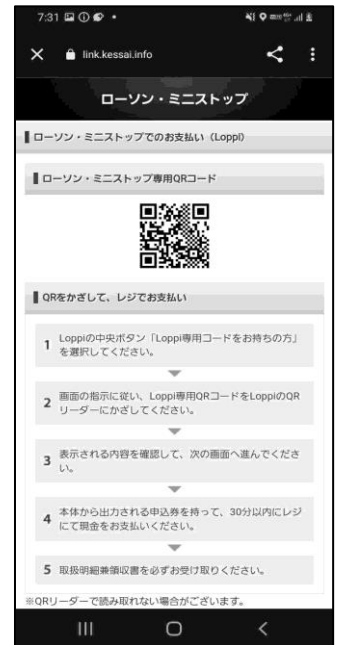 7:31
link.kessai.info
ローソン・ミニストップ
ローソン・ミニストップでのお支払い（Loppi）
ローソン・ミニストップ専用QRコード
QRをかざして、レジでお支払い
1 Loppiの中央ボタン「Loppi専用コードをお持ちの方」
を選択してください。
2 画面の指示に従い、Loppi専用QRコードをLoppiのQR
リーダーにかざしてください。
3 表示される内容を確認して、次の画面へ進んでくださ
い。
4 本体から出力される申込券を持って、30分以内にレジ
にて現金をお支払いください。
5 取扱明細兼領収書を必ずお受け取りください。
※QRリーダーで読み取れない場合がございます。